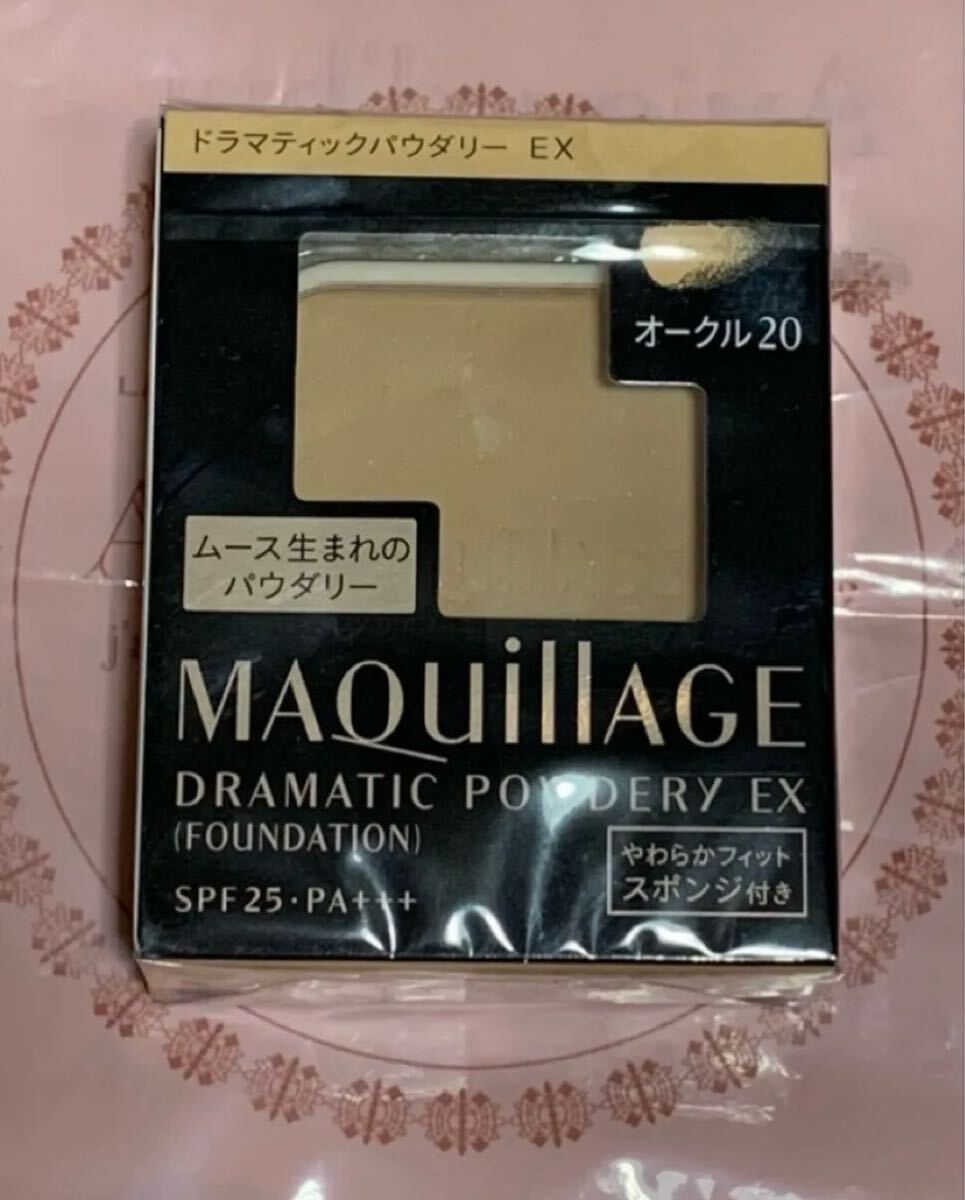 ドラマティックパウダリー EX
オークル20
ムース生まれの
パウダリー
MAQuillAGE
DRAMATIC POWDERY EX
(FOUNDATION)
SPF25・PA+++
やわらかフィット
スポンジ付き